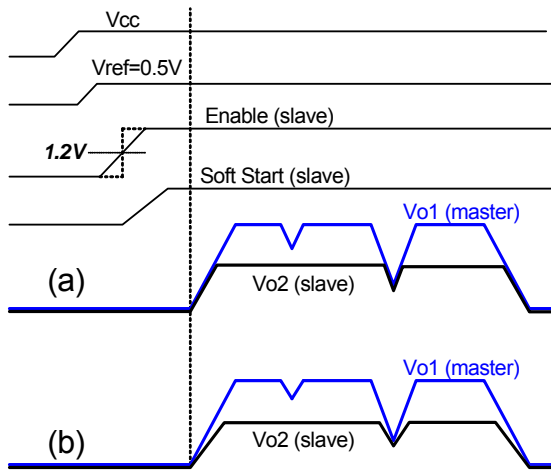 Vcc
Vref=0.5V
Enable (slave)
1.2V
Soft Start (slave)
Vo1 (master)
(a)
Vo2 (slave)
Vo1 (master)
(b)
Vo2 (slave)